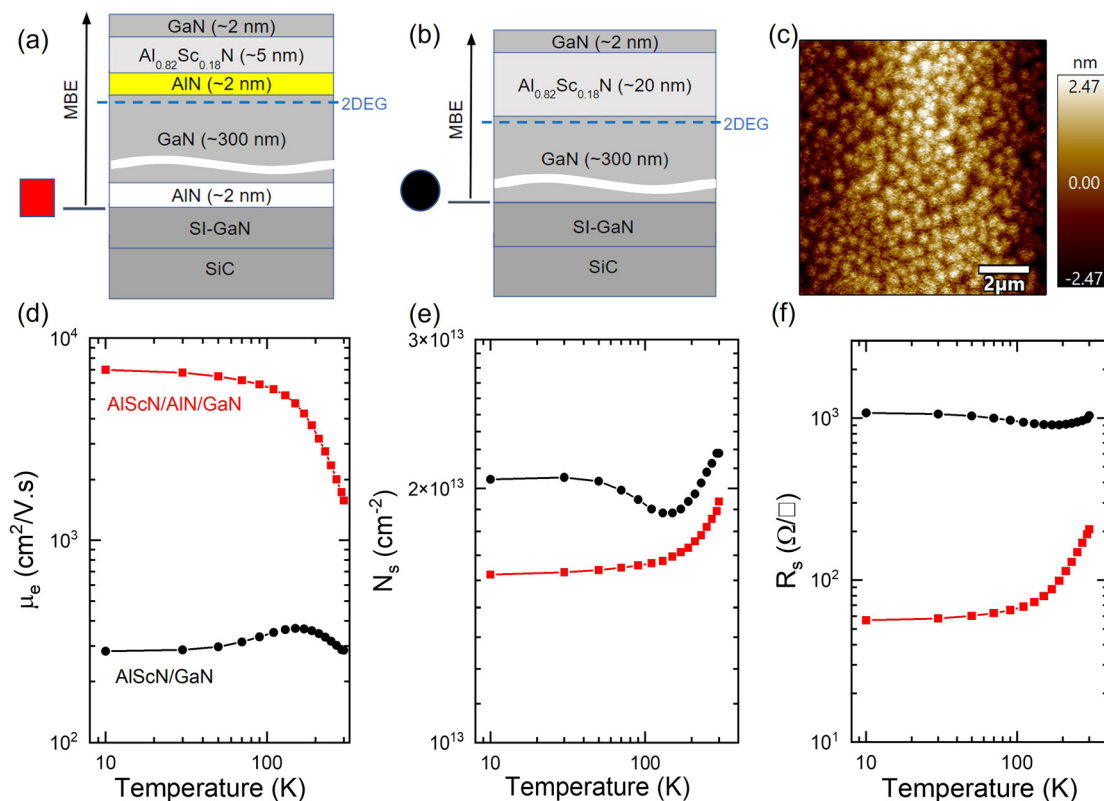 (a)
MBE
GaN (~2 nm)
Al0.82Sc0.18N (~5 nm)
AlN (~2 nm)
2DEG
GaN (~300 nm)
AlN (~2 nm)
SI-GaN
SiC
(b)
MBE
GaN (~2 nm)
Al0.82Sc0.18N (~20 nm)
2DEG
GaN (~300 nm)
SI-GaN
SiC
(c)
nm
2.47
0.00
-2.47
2μm
(d)
μe (cm2/V.s)
10^4
10^3
10^2
AlScN/AlN/GaN
AlScN/GaN
10
100
Temperature (K)
(e)
Ns (cm-2)
3×10^13
2×10^13
10^13
10
100
Temperature (K)
(f)
Rs (Ω/□)
10^3
10^2
10^1
10
100
Temperature (K)